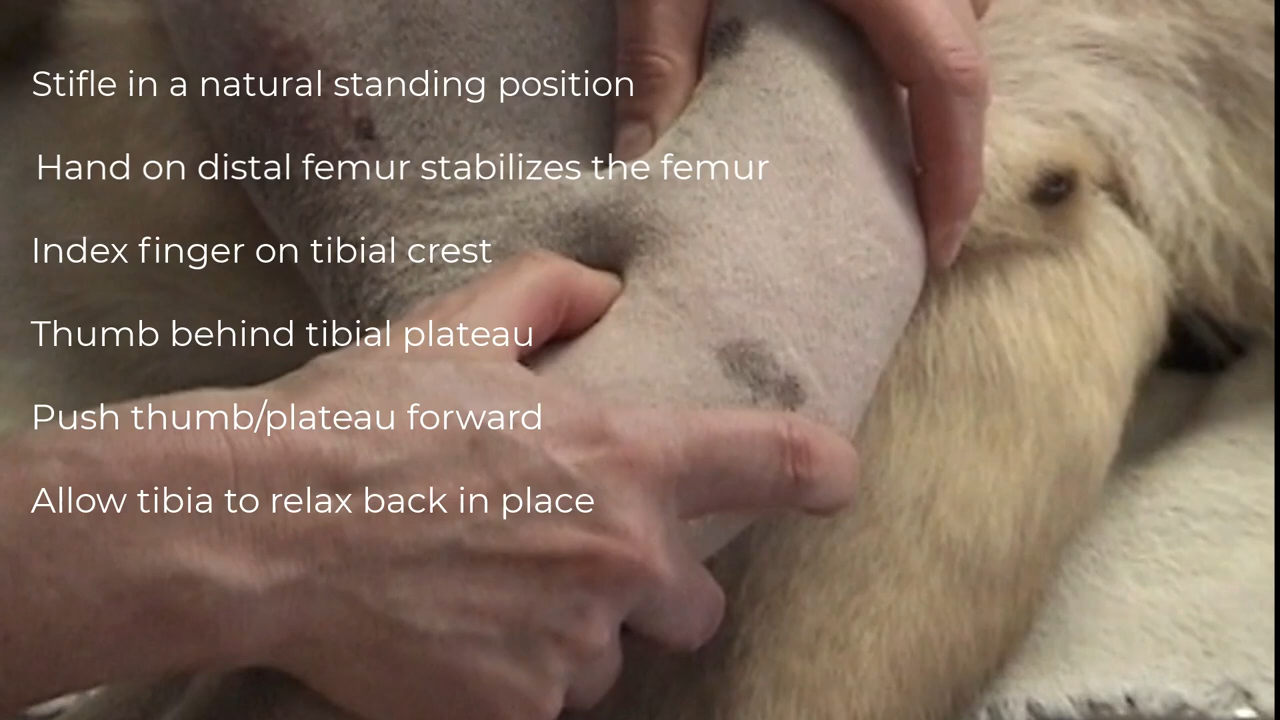 Stifle in a natural standing position
Hand on distal femur stabilizes the femur
Index finger on tibial crest
Thumb behind tibial plateau
Push thumb/plateau forward
Allow tibia to relax back in place